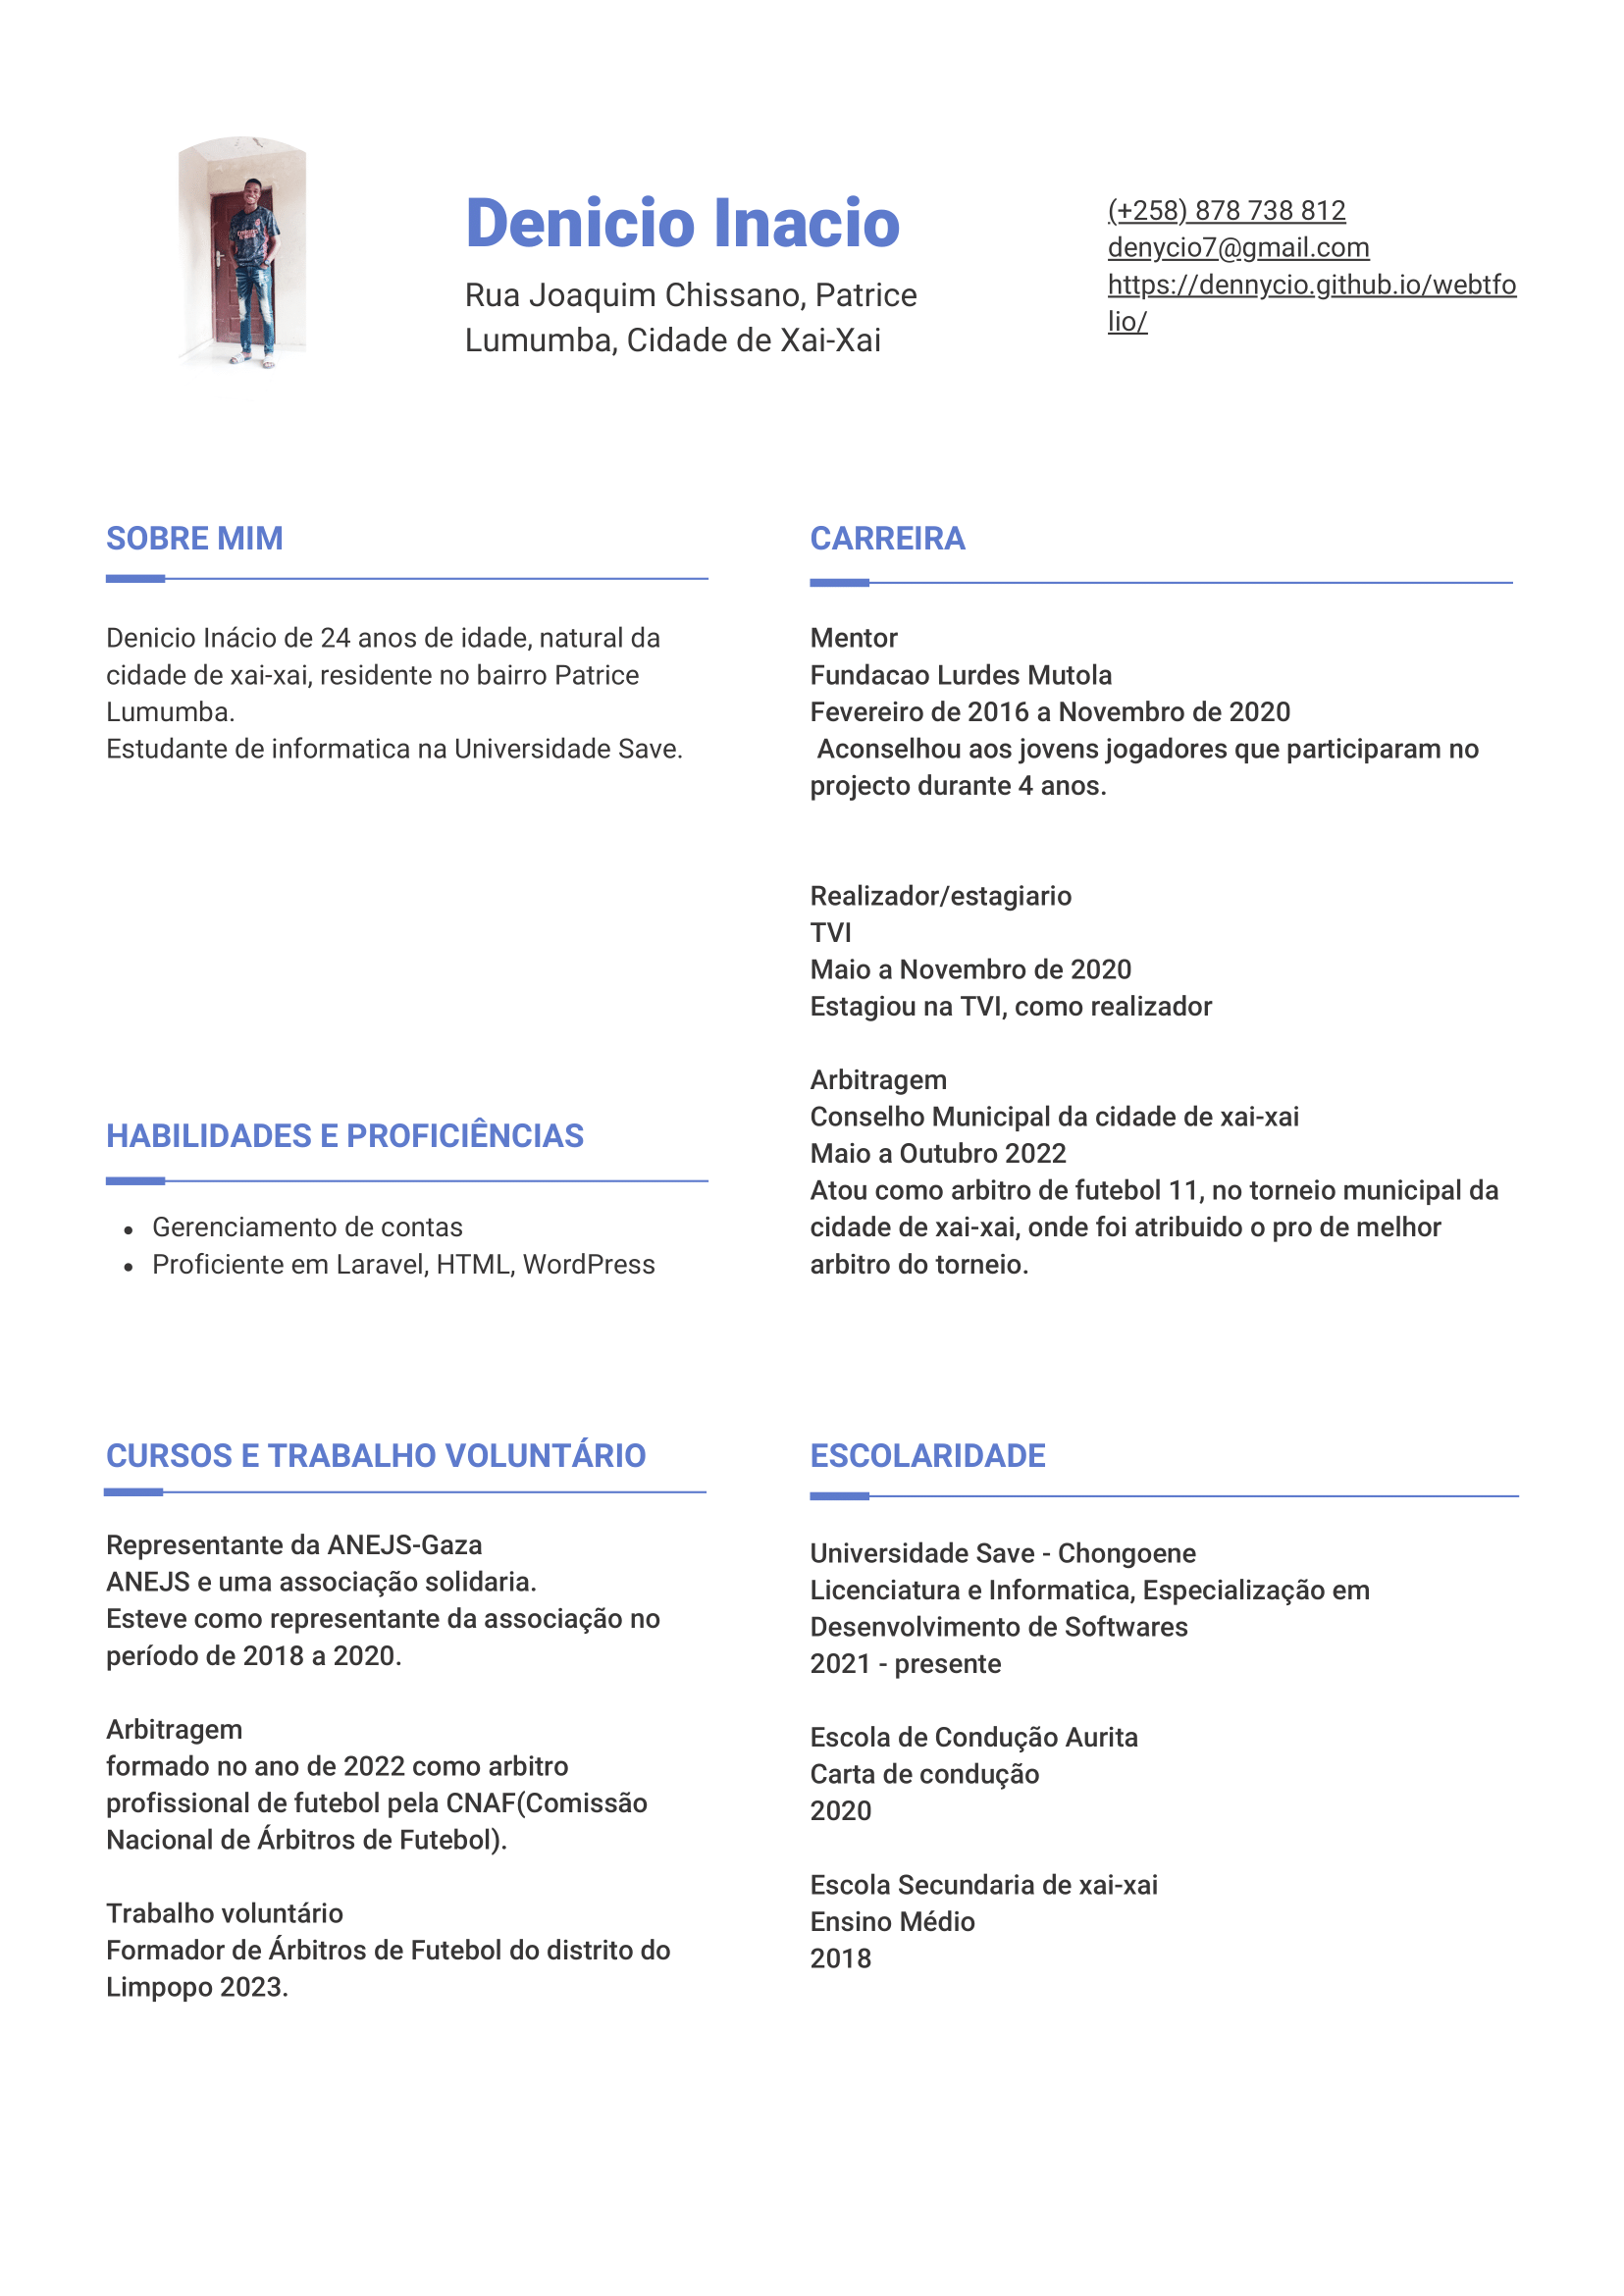 Denicio Inacio
Rua Joaquim Chissano, Patrice
Lumumba, Cidade de Xai-Xai
(+258) 878 738 812
denycio7@gmail.com
https://dennycio.github.io/webtfo
lio/
SOBRE MIM
Denicio Inácio de 24 anos de idade, natural da
cidade de xai-xai, residente no bairro Patrice
Lumumba.
Estudante de informatica na Universidade Save.
HABILIDADES E PROFICIÊNCIAS
• Gerenciamento de contas
• Proficiente em Laravel, HTML, WordPress
CURSOS E TRABALHO VOLUNTÁRIO
Representante da ANEJS-Gaza
ANEJS e uma associação solidaria.
Esteve como representante da associação no
período de 2018 a 2020.
Arbitragem
formado no ano de 2022 como arbitro
profissional de futebol pela CNAF(Comissão
Nacional de Árbitros de Futebol).
Trabalho voluntário
Formador de Árbitros de Futebol do distrito do
Limpopo 2023.
CARREIRA
Mentor
Fundacao Lurdes Mutola
Fevereiro de 2016 a Novembro de 2020
Aconselhou aos jovens jogadores que participaram no
projecto durante 4 anos.
Realizador/estagiario
TVI
Maio a Novembro de 2020
Estagiou na TVI, como realizador
Arbitragem
Conselho Municipal da cidade de xai-xai
Maio a Outubro 2022
Atou como arbitro de futebol 11, no torneio municipal da
cidade de xai-xai, onde foi atribuido o pro de melhor
arbitro do torneio.
ESCOLARIDADE
Universidade Save - Chongoene
Licenciatura e Informatica, Especialização em
Desenvolvimento de Softwares
2021 - presente
Escola de Condução Aurita
Carta de condução
2020
Escola Secundaria de xai-xai
Ensino Médio
2018